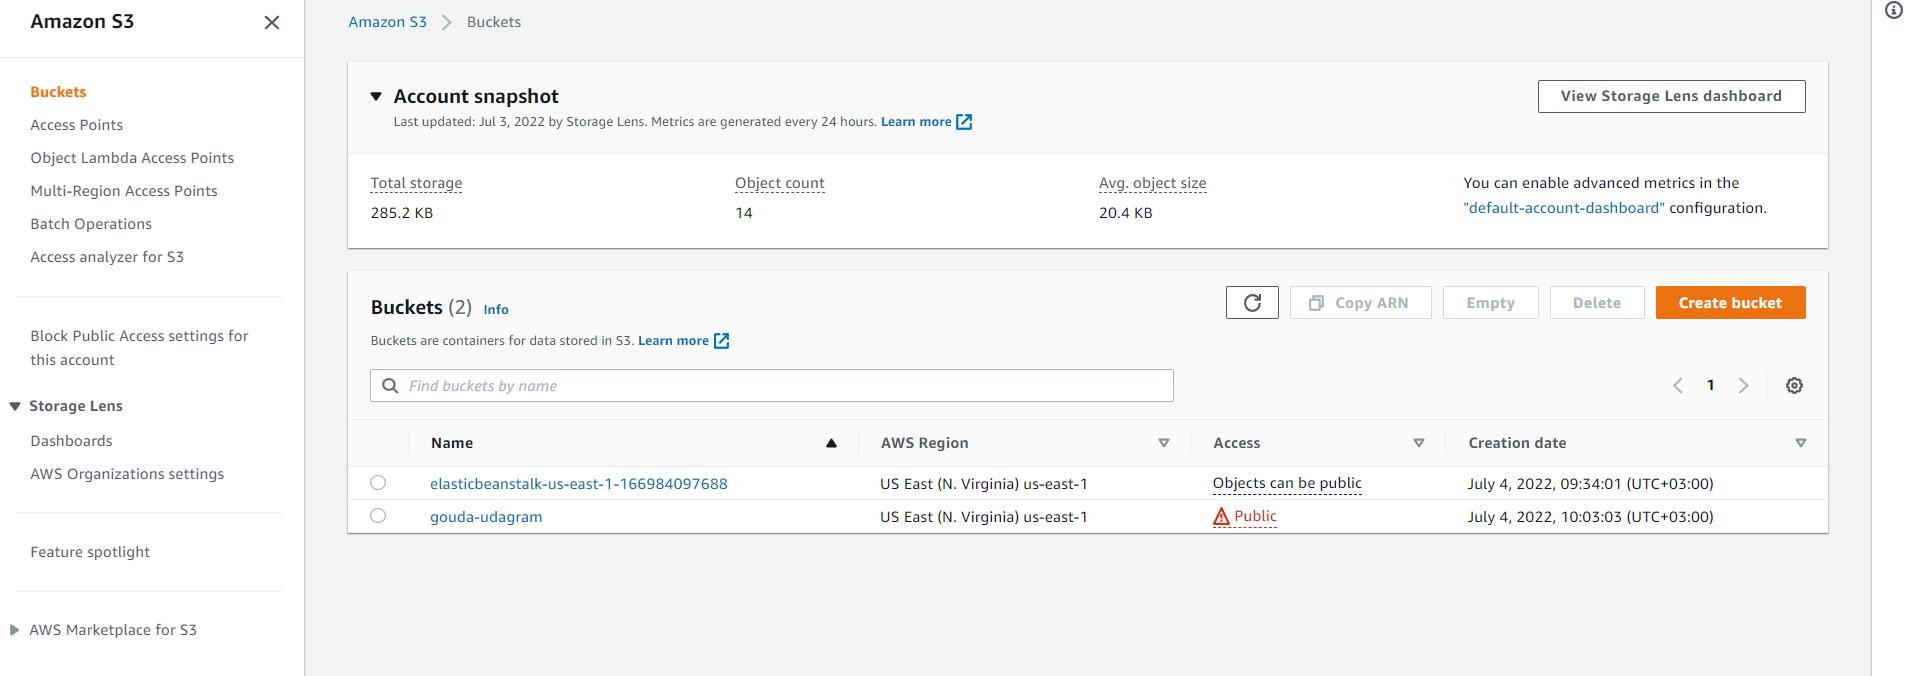 Amazon S3
Buckets
Access Points
Object Lambda Access Points
Multi-Region Access Points
Batch Operations
Access analyzer for S3
Block Public Access settings for
this account
Storage Lens
Dashboards
AWS Organizations settings
Feature spotlight
AWS Marketplace for S3
Amazon S3 Buckets
Account snapshot View Storage Lens dashboard
Last updated: Jul 3, 2022 by Storage Lens. Metrics are generated every 24 hours. Learn more
Total storage Object count Avg. object size You can enable advanced metrics in the
285.2 KB 14 20.4 KB "default-account-dashboard" configuration.
Buckets (2) Info Copy ARN Empty Delete Create bucket
Buckets are containers for data stored in S3. Learn more
Find buckets by name 1
Name AWS Region Access Creation date
elasticbeanstalk-us-east-1-166984097688 US East (N. Virginia) us-east-1 Objects can be public July 4, 2022, 09:34:01 (UTC+03:00)
gouda-udagram US East (N. Virginia) us-east-1 Public July 4, 2022, 10:03:03 (UTC+03:00)